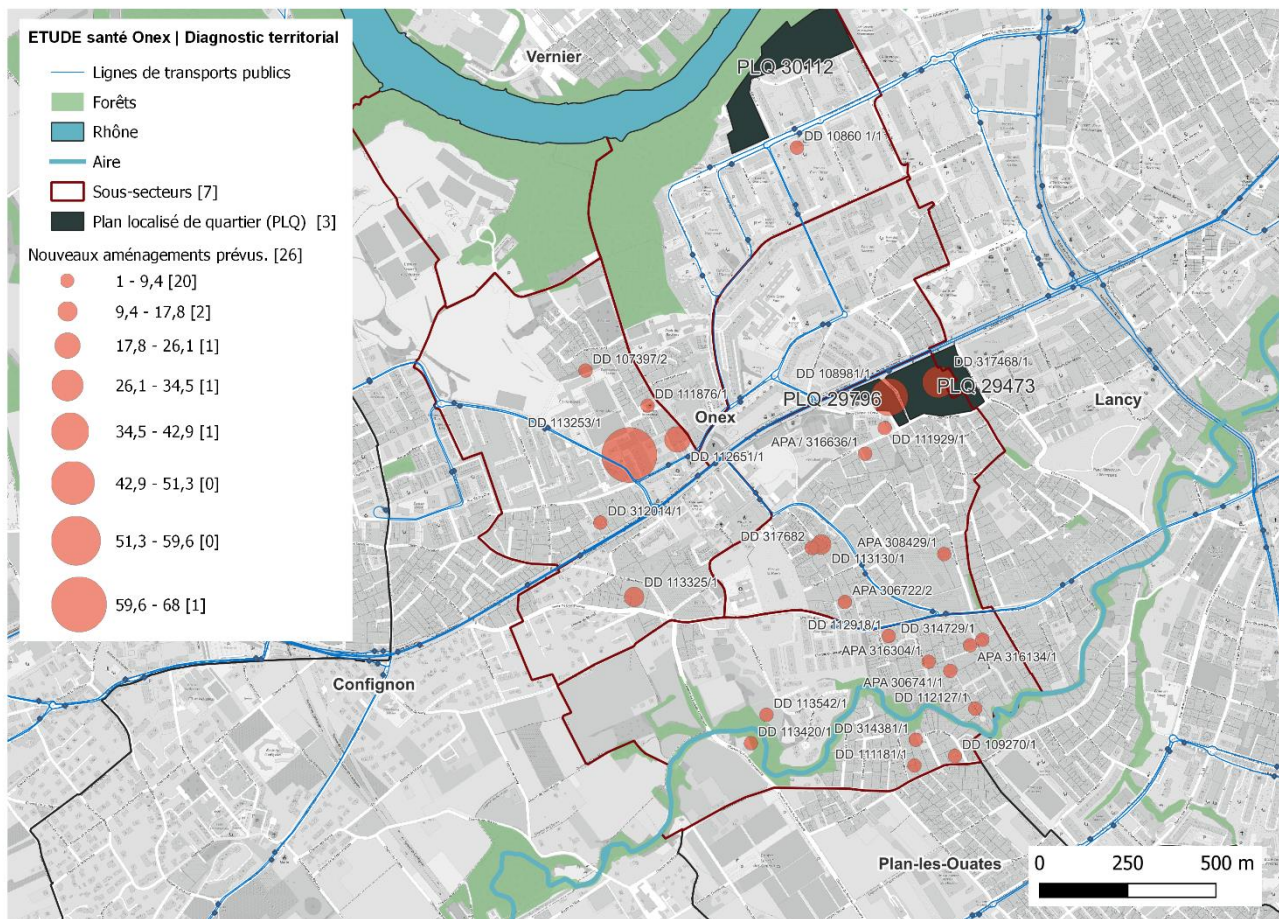 ETUDE santé Onex | Diagnostic territorial
Lignes de transports publics
Forêts
Rhône
Aire
Sous-secteurs [7]
Plan localisé de quartier (PLQ) [3]
Nouveaux aménagements prévus. [26]
1 - 9,4 [20]
9,4 - 17,8 [2]
17,8 - 26,1 [1]
26,1 - 34,5 [1]
34,5 - 42,9 [1]
42,9 - 51,3 [0]
51,3 - 59,6 [0]
59,6 - 68 [1]
Vernier
PLQ 30112
DD 10860 1/1
DD 107397/2
DD 108981/1
DD 317468/1
PLQ 29796
PLQ 29473
Lancy
DD 111876/1
Onex
DD 113253/1
DD 111929/1
APA / 316636/1
DD 112651/1
DD 312014/1
DD 317682
APA 308429/1
DD 113130/1
DD 113325/1
APA 306722/2
DD 112918/1
DD 314729/1
APA 316304/1
APA 316134/1
APA 306741/1
DD 112127/1
Confignon
DD 113542/1
DD 314381/1
DD 113420/1
DD 109270/1
DD 111181/1
Plan-les-Ouates
0 250 500 m